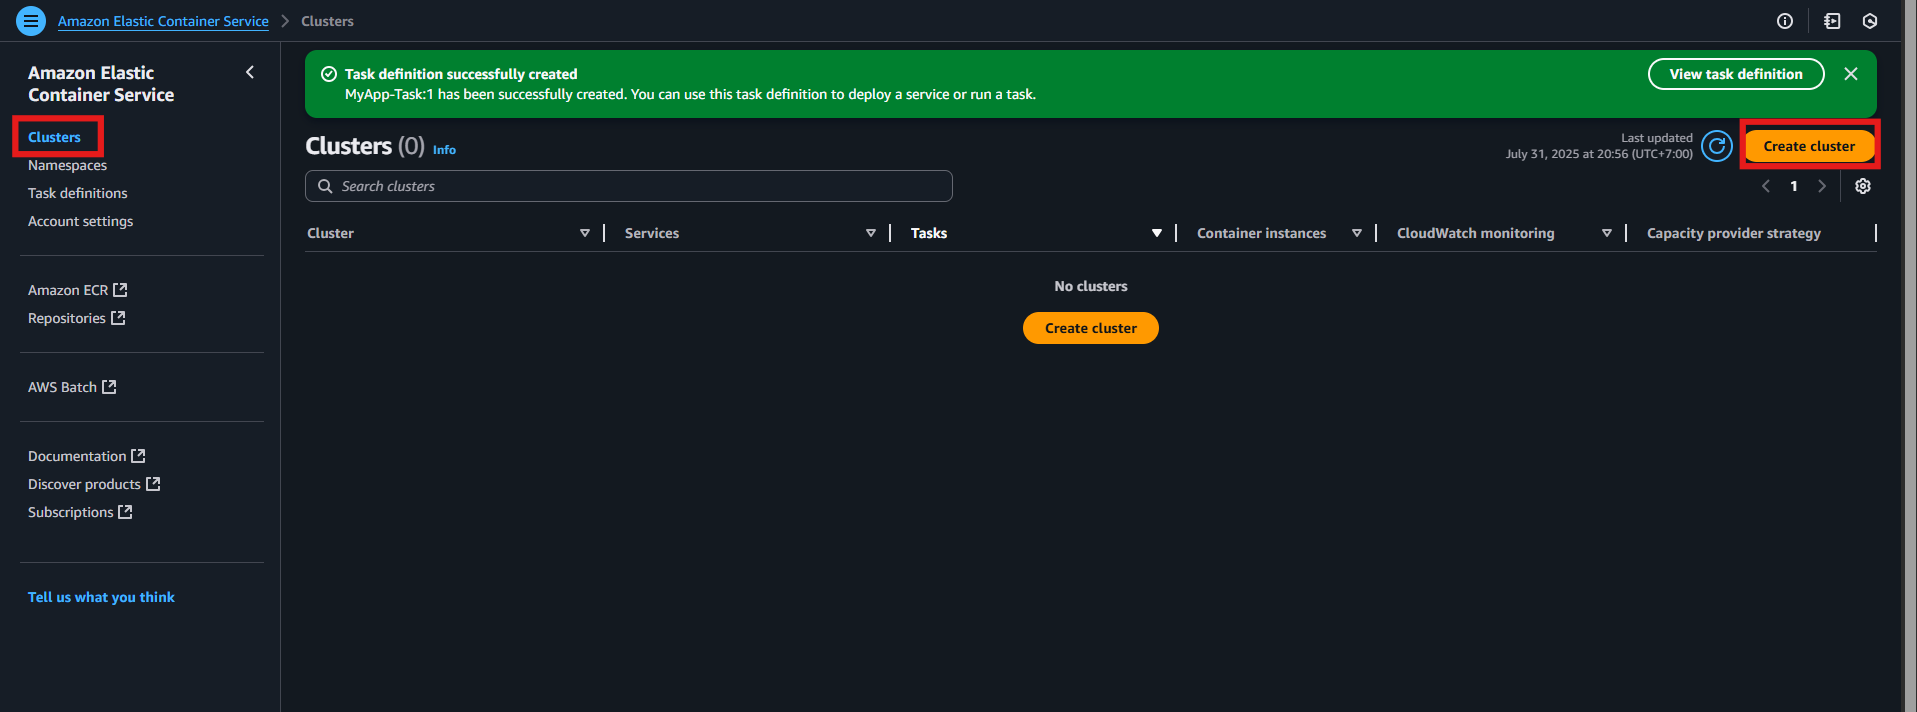 Amazon Elastic Container Service > Clusters
Amazon Elastic
Container Service
Clusters
Namespaces
Task definitions
Account settings
Amazon ECR
Repositories
AWS Batch
Documentation
Discover products
Subscriptions
Tell us what you think
Task definition successfully created
MyApp-Task:1 has been successfully created. You can use this task definition to deploy a service or run a task.
View task definition
Clusters (0) Info
Last updated
July 31, 2025 at 20:56 (UTC+7:00)
Create cluster
Search clusters
1
Cluster Services Tasks Container instances CloudWatch monitoring Capacity provider strategy
No clusters
Create cluster